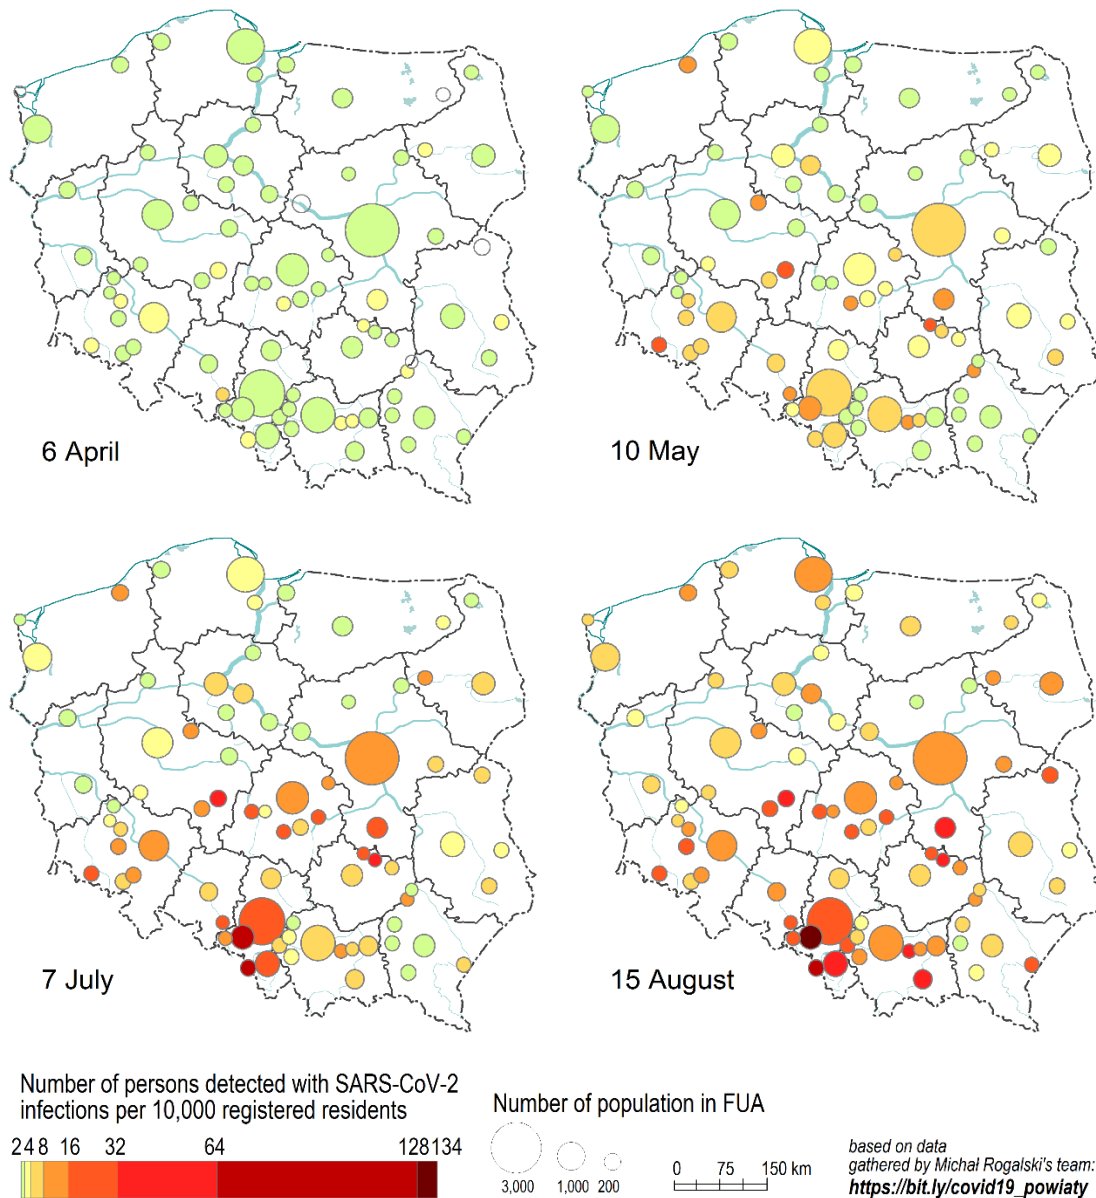 6 April
10 May
7 July
15 August
Number of persons detected with SARS-CoV-2
infections per 10,000 registered residents
2 4 8 16 32 64 128 134
Number of population in FUA
3,000 1,000 200
0 75 150 km
based on data
gathered by Michał Rogalski's team:
https://bit.ly/covid19_powiaty